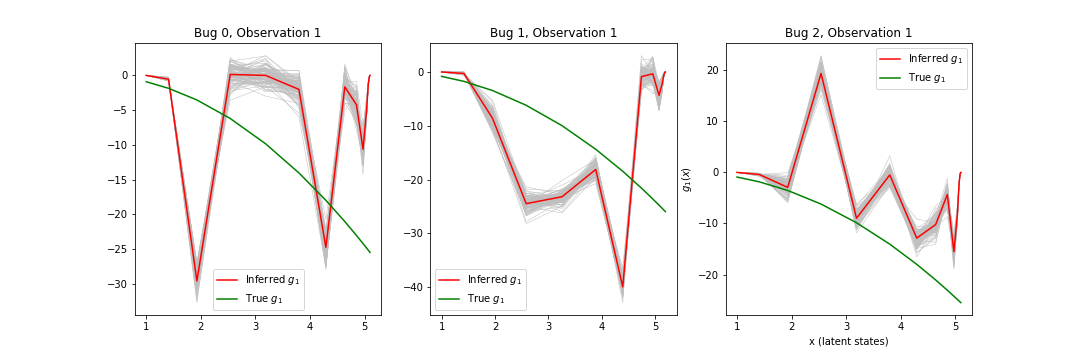 Bug 0, Observation 1
0
−5
−10
−15
−20
−25
−30
1 2 3 4 5
Inferred g₁
True g₁
Bug 1, Observation 1
0
−10
−20
−30
−40
1 2 3 4 5
Inferred g₁
True g₁
Bug 2, Observation 1
g₁(x)
20
10
0
−10
−20
1 2 3 4 5
x (latent states)
Inferred g₁
True g₁